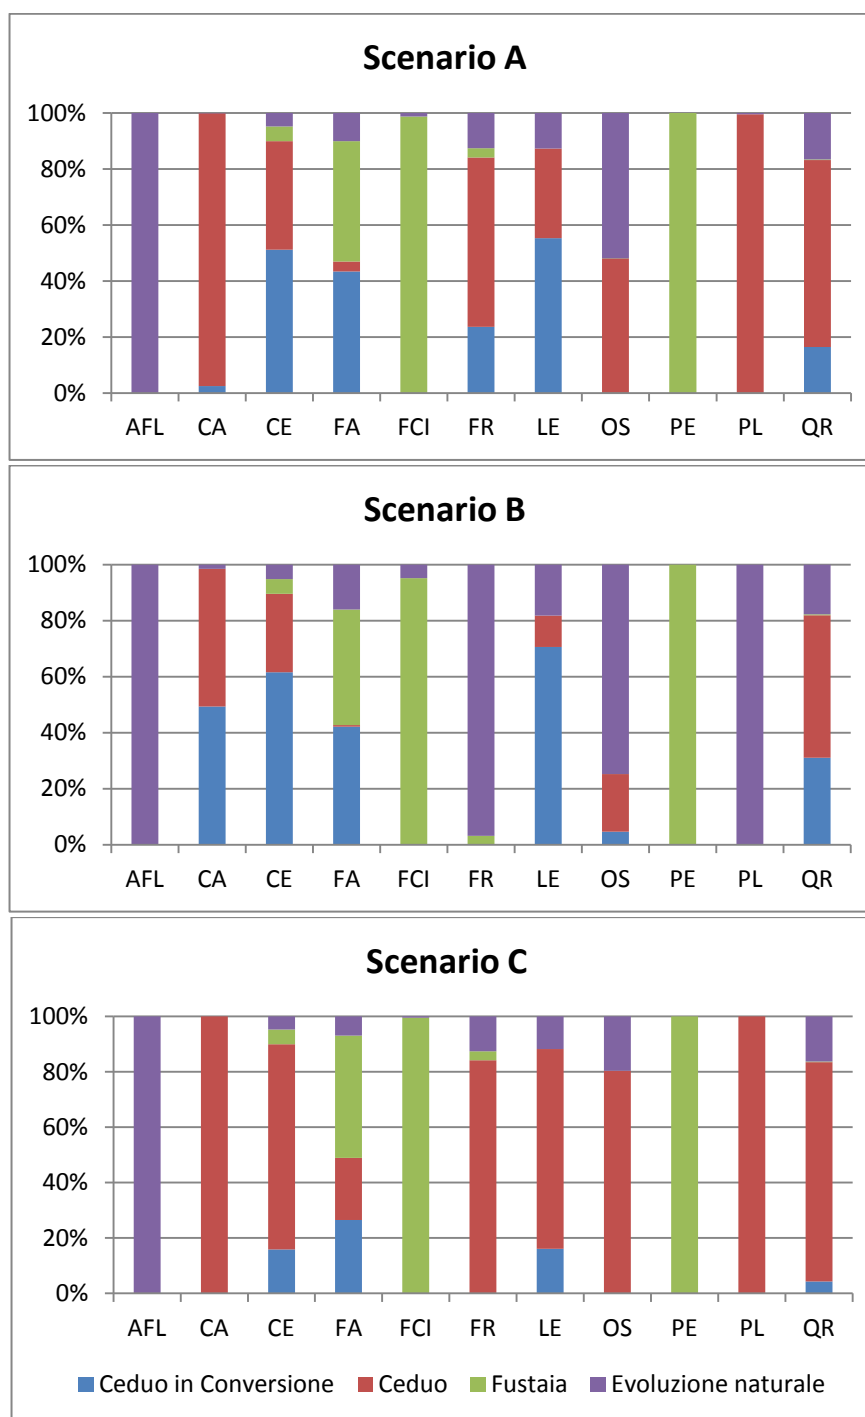 Scenario A
100%
80%
60%
40%
20%
0%
AFL CA CE FA FCI FR LE OS PE PL QR
Scenario B
100%
80%
60%
40%
20%
0%
AFL CA CE FA FCI FR LE OS PE PL QR
Scenario C
100%
80%
60%
40%
20%
0%
AFL CA CE FA FCI FR LE OS PE PL QR
Ceduo in Conversione Ceduo Fustaia Evoluzione naturale